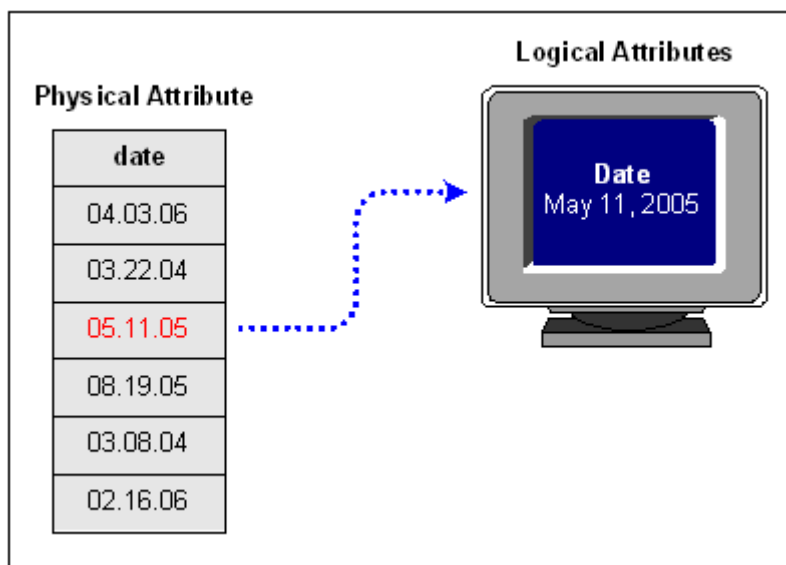 Physical Attribute
date
04.03.06
03.22.04
05.11.05
08.19.05
03.08.04
02.16.06
Logical Attributes
Date
May 11, 2005